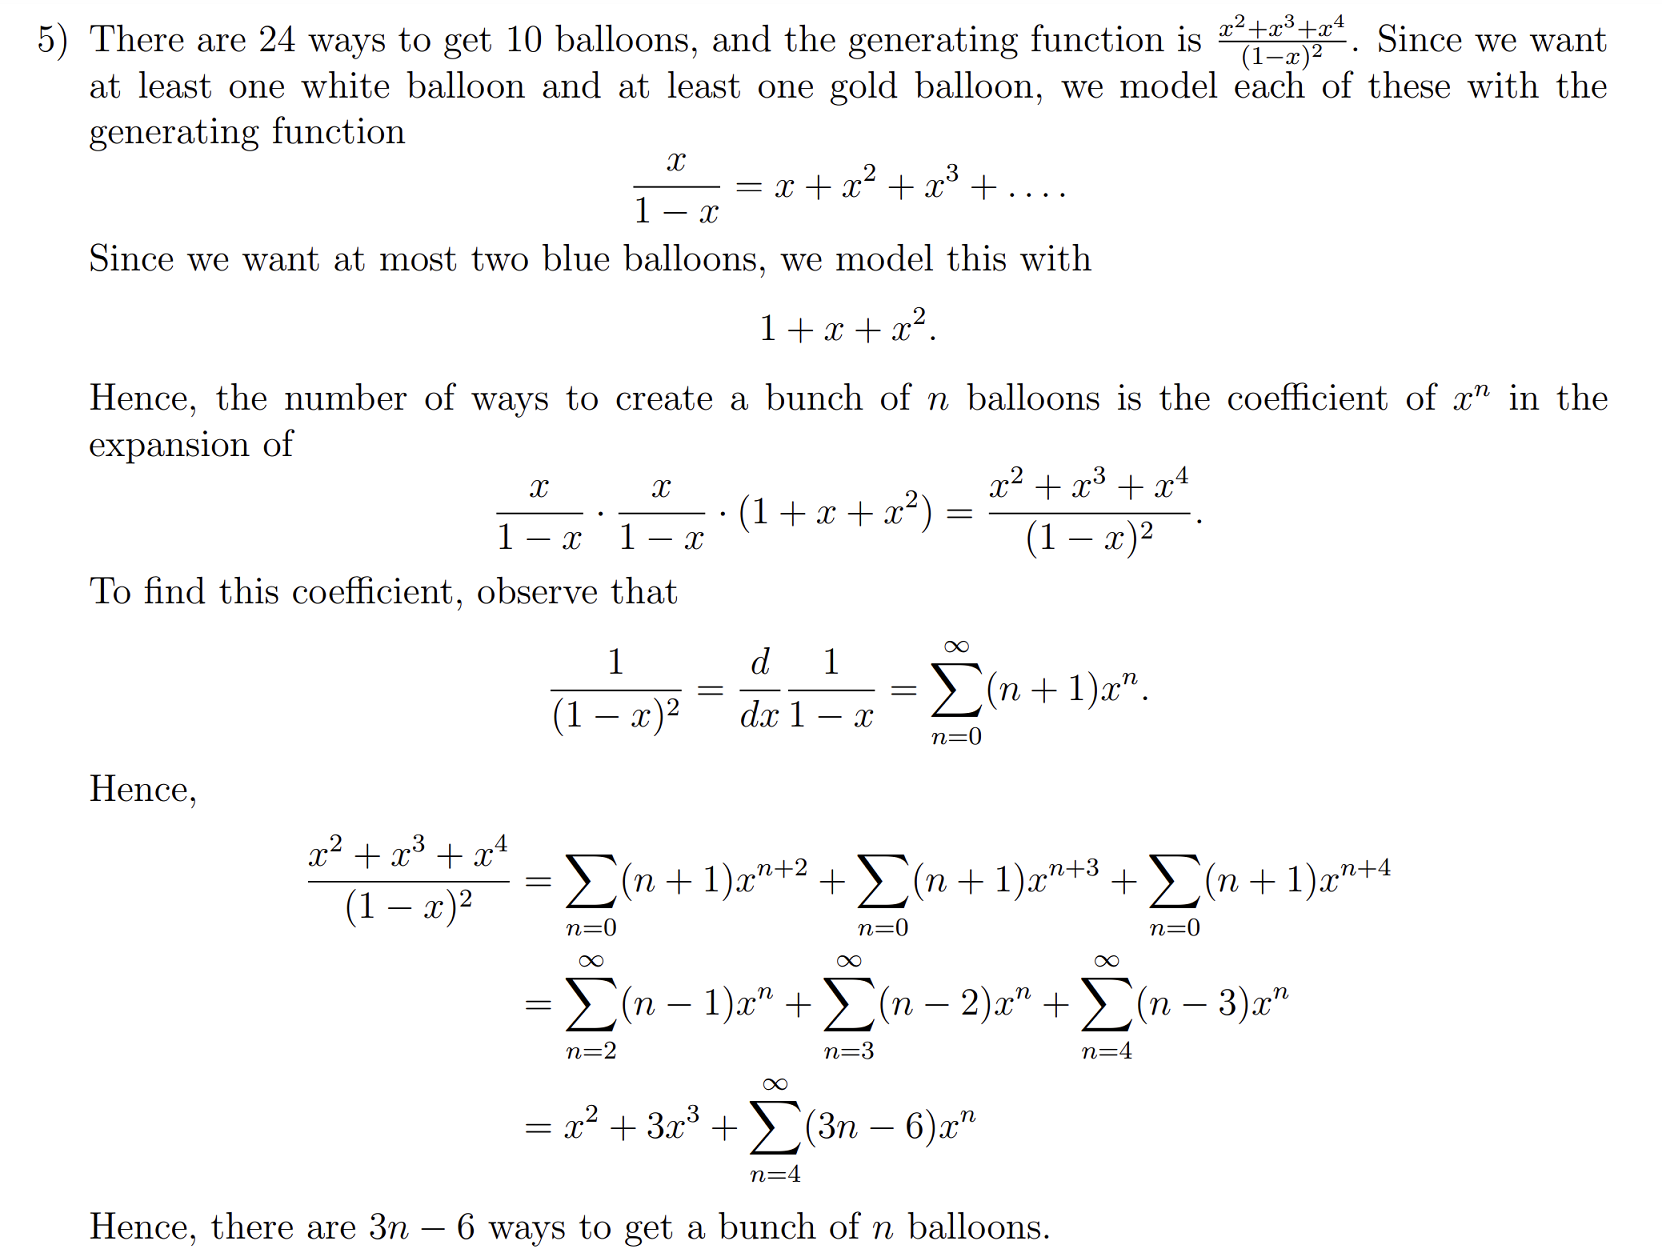 5) There are 24 ways to get 10 balloons, and the generating function is $\frac{x^2+x^3+x^4}{(1-x)^2}$. Since we want
at least one white balloon and at least one gold balloon, we model each of these with the
generating function
$\frac{x}{1-x} = x + x^2 + x^3 + \ldots.$
Since we want at most two blue balloons, we model this with
$1 + x + x^2.$
Hence, the number of ways to create a bunch of $n$ balloons is the coefficient of $x^n$ in the
expansion of
$\frac{x}{1-x} \cdot \frac{x}{1-x} \cdot (1 + x + x^2) = \frac{x^2 + x^3 + x^4}{(1-x)^2}.$
To find this coefficient, observe that
$\frac{1}{(1-x)^2} = \frac{d}{dx} \frac{1}{1-x} = \sum_{n=0}^{\infty} (n+1)x^n.$
Hence,
$\frac{x^2 + x^3 + x^4}{(1-x)^2} = \sum_{n=0} (n+1)x^{n+2} + \sum_{n=0} (n+1)x^{n+3} + \sum_{n=0} (n+1)x^{n+4}$
$= \sum_{n=2}^{\infty} (n-1)x^n + \sum_{n=3}^{\infty} (n-2)x^n + \sum_{n=4}^{\infty} (n-3)x^n$
$= x^2 + 3x^3 + \sum_{n=4}^{\infty} (3n-6)x^n$
Hence, there are $3n - 6$ ways to get a bunch of $n$ balloons.